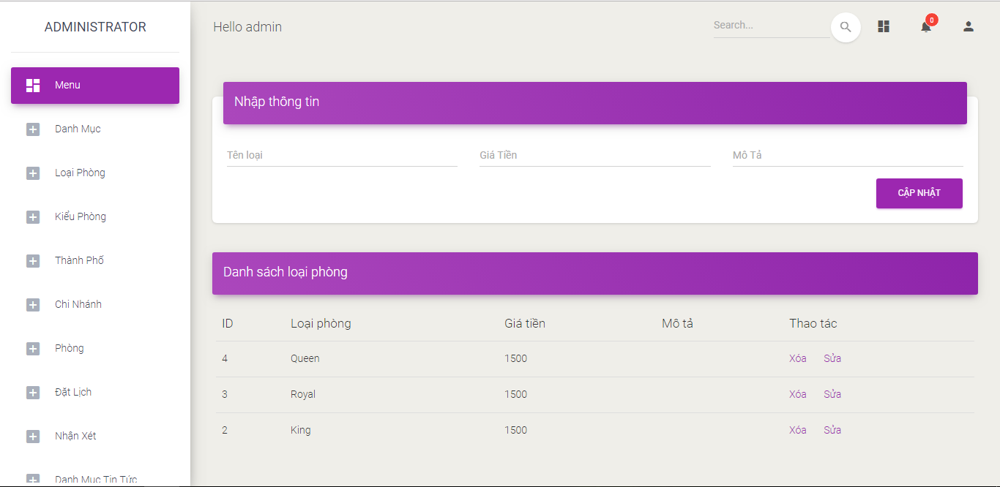 ADMINISTRATOR
Menu
Danh Mục
Loại Phòng
Kiểu Phòng
Thành Phố
Chi Nhánh
Phòng
Đặt Lịch
Nhận Xét
Danh Mục Tin Tức
Hello admin
Search...
0
Nhập thông tin
Tên loại Giá Tiền Mô Tả
CẬP NHẬT
Danh sách loại phòng
ID Loại phòng Giá tiền Mô tả Thao tác
4 Queen 1500 Xóa Sửa
3 Royal 1500 Xóa Sửa
2 King 1500 Xóa Sửa